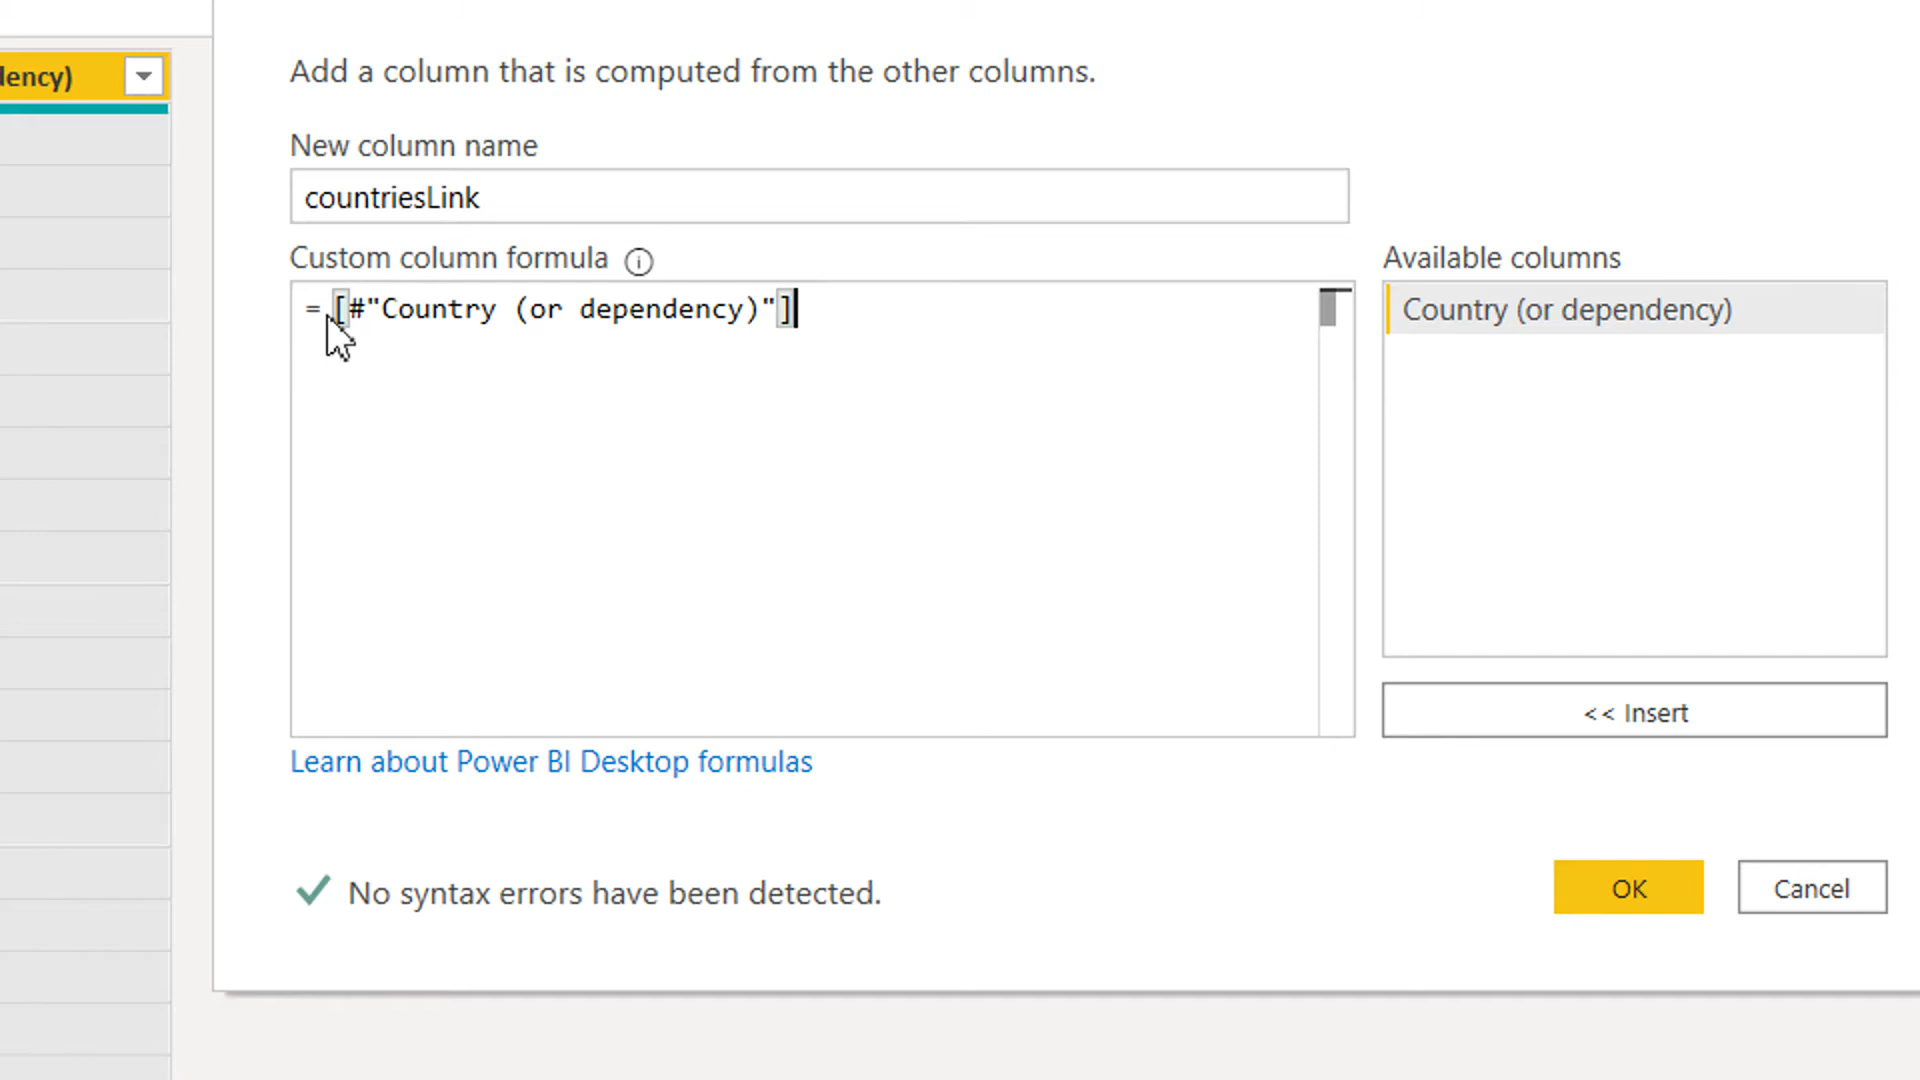 dency)
Add a column that is computed from the other columns.
New column name
countriesLink
Custom column formula
Available columns
= [#"Country (or dependency)"]
Country (or dependency)
<< Insert
Learn about Power BI Desktop formulas
No syntax errors have been detected.
OK
Cancel